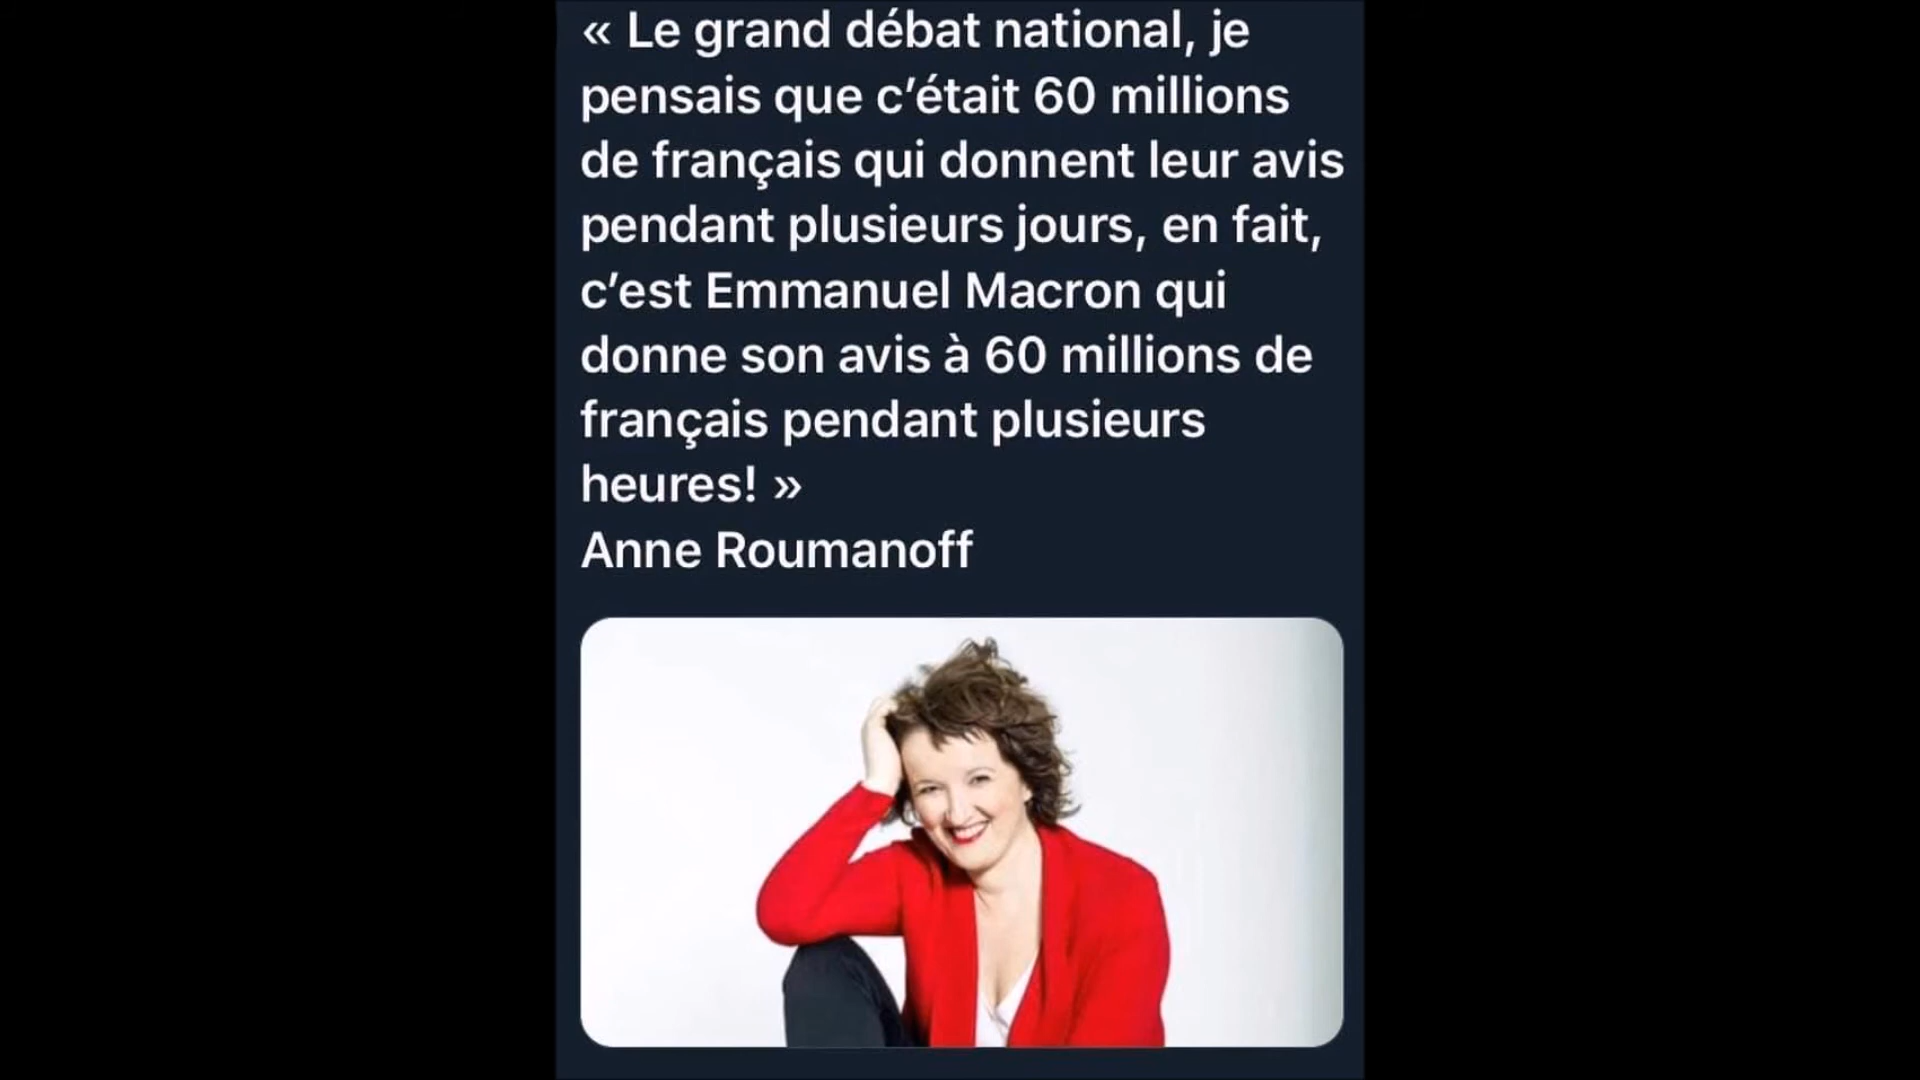 « Le grand débat national, je
pensais que c’était 60 millions
de français qui donnent leur avis
pendant plusieurs jours, en fait,
c’est Emmanuel Macron qui
donne son avis à 60 millions de
français pendant plusieurs
heures! »
Anne Roumanoff